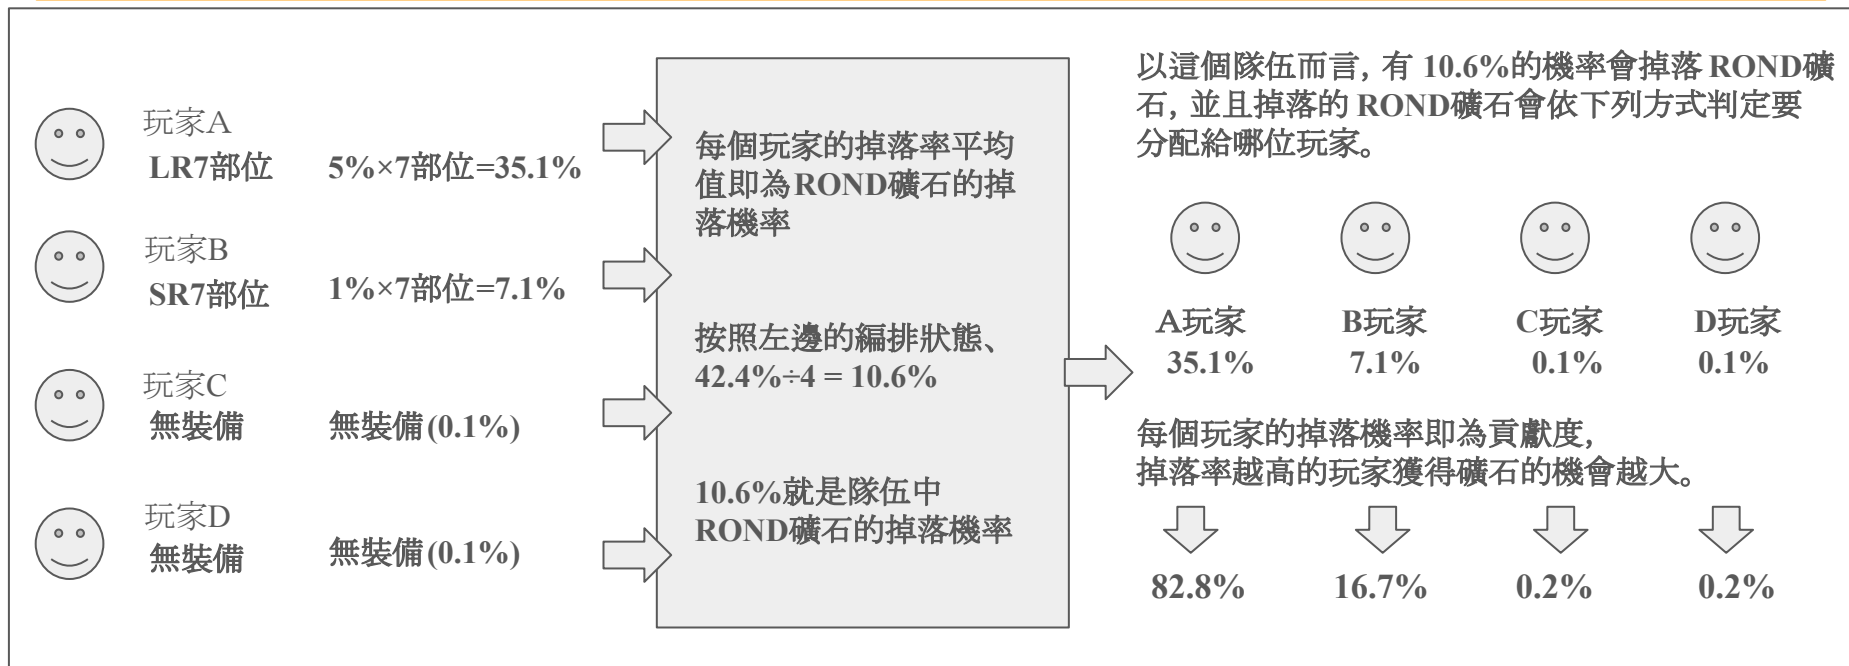 玩家A
LR7部位 5%×7部位=35.1%
玩家B
SR7部位 1%×7部位=7.1%
玩家C
無裝備 無裝備(0.1%)
玩家D
無裝備 無裝備(0.1%)
每個玩家的掉落率平均
值即為ROND礦石的掉
落機率
按照左邊的編排狀態、
42.4%÷4 = 10.6%
10.6%就是隊伍中
ROND礦石的掉落機率
以這個隊伍而言, 有 10.6%的機率會掉落 ROND礦
石, 並且掉落的 ROND礦石會依下列方式判定要
分配給哪位玩家。
A玩家 B玩家 C玩家 D玩家
35.1% 7.1% 0.1% 0.1%
每個玩家的掉落機率即為貢獻度,
掉落率越高的玩家獲得礦石的機會越大。
82.8% 16.7% 0.2% 0.2%